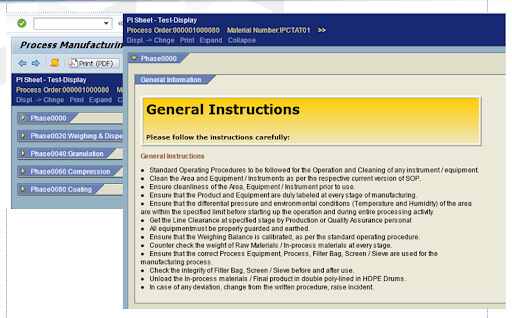 Process Manufacturin
Print (PDF)
PI Sheet - Test-Display
Process Order:000001000080 Ma
Displ. -> Chnge Print Expand C
Phase0000
Phase0020:Weighing & Dispe
Phase0040:Granulation
Phase0060:Compression
Phase0080:Coating
PI Sheet - Test-Display
Process Order:000001000080 Material Number:IPCTAT01 >>
Displ. -> Chnge Print Expand Collapse
Phase0000
General Information
General Instructions
Please follow the instructions carefully:
General Instructions
• Standard Operating Procedures to be followed for the Operation and Cleaning of any instrument / equipment.
• Clean the Area and Equipment / Instruments as per the respective current version of SOP.
• Ensure cleanliness of the Area, Equipment / Instrument prior to use.
• Ensure that the Product and Equipment are duly labeled at every stage of manufacturing.
• Ensure that the differential pressure and environmental conditions (Temperature and Humidity) of the area
are within the specified limit before starting up the operation and during entire processing activity.
• Get the Line Clearance at specified stage by Production or Quality Assurance personal
• All equipmentmust be properly guarded and earthed.
• Ensure that the Weighing Balance is calibrated, as per the standard operating procedure.
• Counter check the weight of Raw Materials / In-process materials at every stage.
• Ensure that the correct Process Equipment, Process, Filter Bag, Screen / Sieve are used for the
manufacturing process.
• Check the integrity of Filter Bag, Screen / Sieve before and after use.
• Unload the In-process materials / Final product in double poly-lined in HDPE Drums.
• In case of any deviation, change from the written procedure, raise incident.